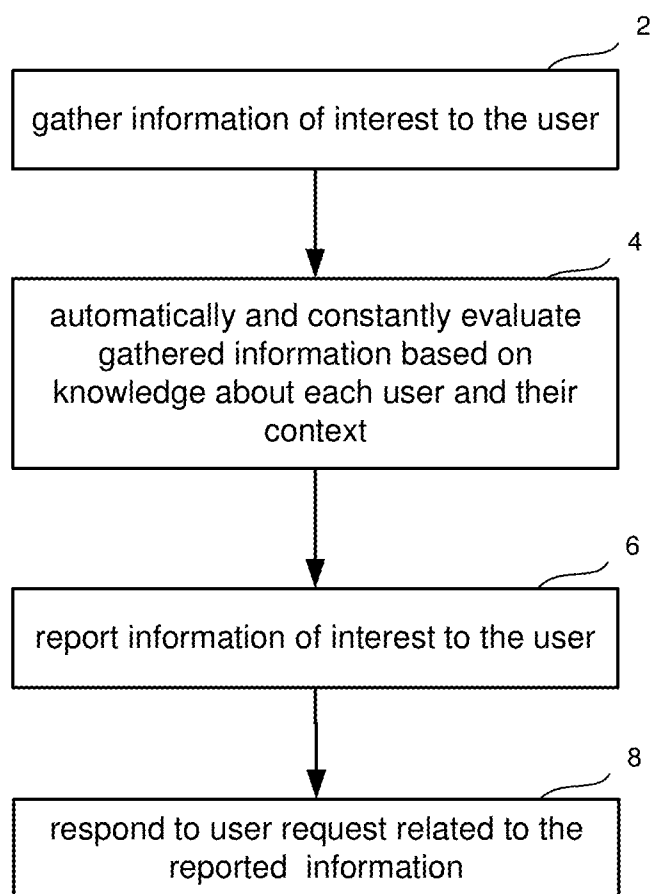 2
gather information of interest to the user
4
automatically and constantly evaluate
gathered information based on
knowledge about each user and their
context
6
report information of interest to the user
8
respond to user request related to the
reported information